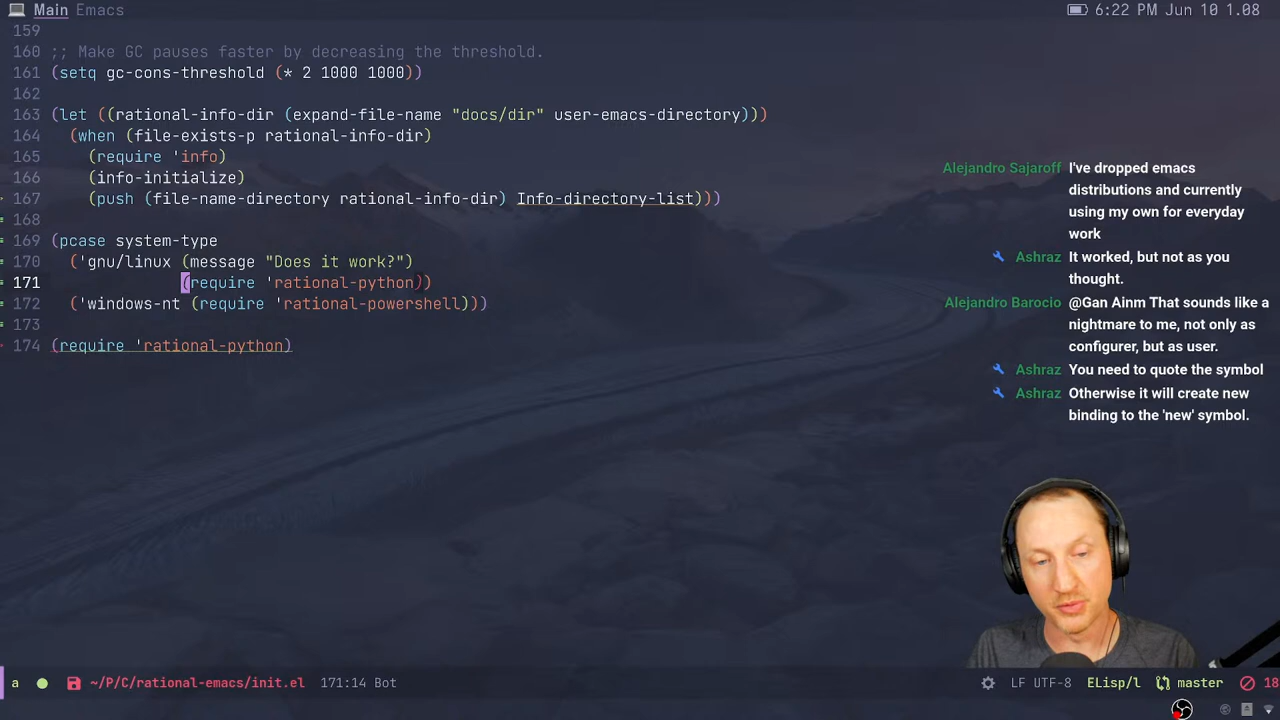 Main Emacs
6:22 PM Jun 10 1.08
159
160 ;; Make GC pauses faster by decreasing the threshold.
161 (setq gc-cons-threshold (* 2 1000 1000))
162
163 (let ((rational-info-dir (expand-file-name "docs/dir" user-emacs-directory)))
164 (when (file-exists-p rational-info-dir)
165 (require 'info)
166 (info-initialize)
167 (push (file-name-directory rational-info-dir) Info-directory-list)))
168
169 (pcase system-type
170 ('gnu/linux (message "Does it work?")
171 (require 'rational-python))
172 ('windows-nt (require 'rational-powershell)))
173
174 (require 'rational-python)
Alejandro Sajaroff I've dropped emacs
distributions and currently
using my own for everyday
work
Ashraz It worked, but not as you
thought.
Alejandro Barocio @Gan Ainm That sounds like a
nightmare to me, not only as
configurer, but as user.
Ashraz You need to quote the symbol
Ashraz Otherwise it will create new
binding to the 'new' symbol.
a ~/P/C/rational-emacs/init.el 171:14 Bot
LF UTF-8 ELisp/l master 18